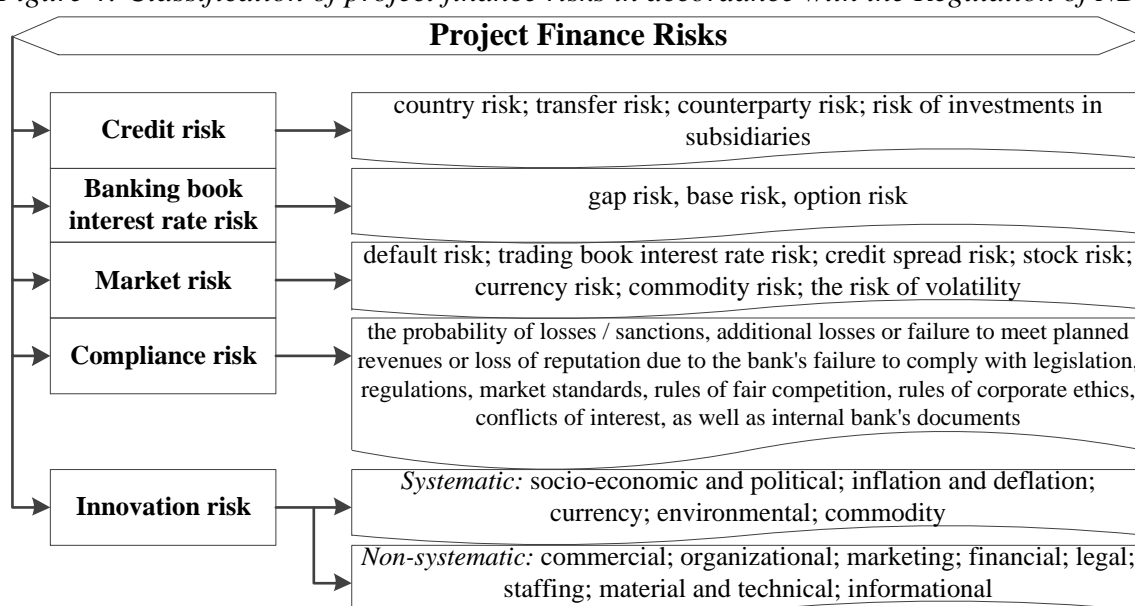 Project Finance Risks
Credit risk
country risk; transfer risk; counterparty risk; risk of investments in
subsidiaries
Banking book
interest rate risk
gap risk, base risk, option risk
Market risk
default risk; trading book interest rate risk; credit spread risk; stock risk;
currency risk; commodity risk; the risk of volatility
Compliance risk
the probability of losses / sanctions, additional losses or failure to meet planned
revenues or loss of reputation due to the bank's failure to comply with legislation,
regulations, market standards, rules of fair competition, rules of corporate ethics,
conflicts of interest, as well as internal bank's documents
Innovation risk
Systematic: socio-economic and political; inflation and deflation;
currency; environmental; commodity
Non-systematic: commercial; organizational; marketing; financial; legal;
staffing; material and technical; informational